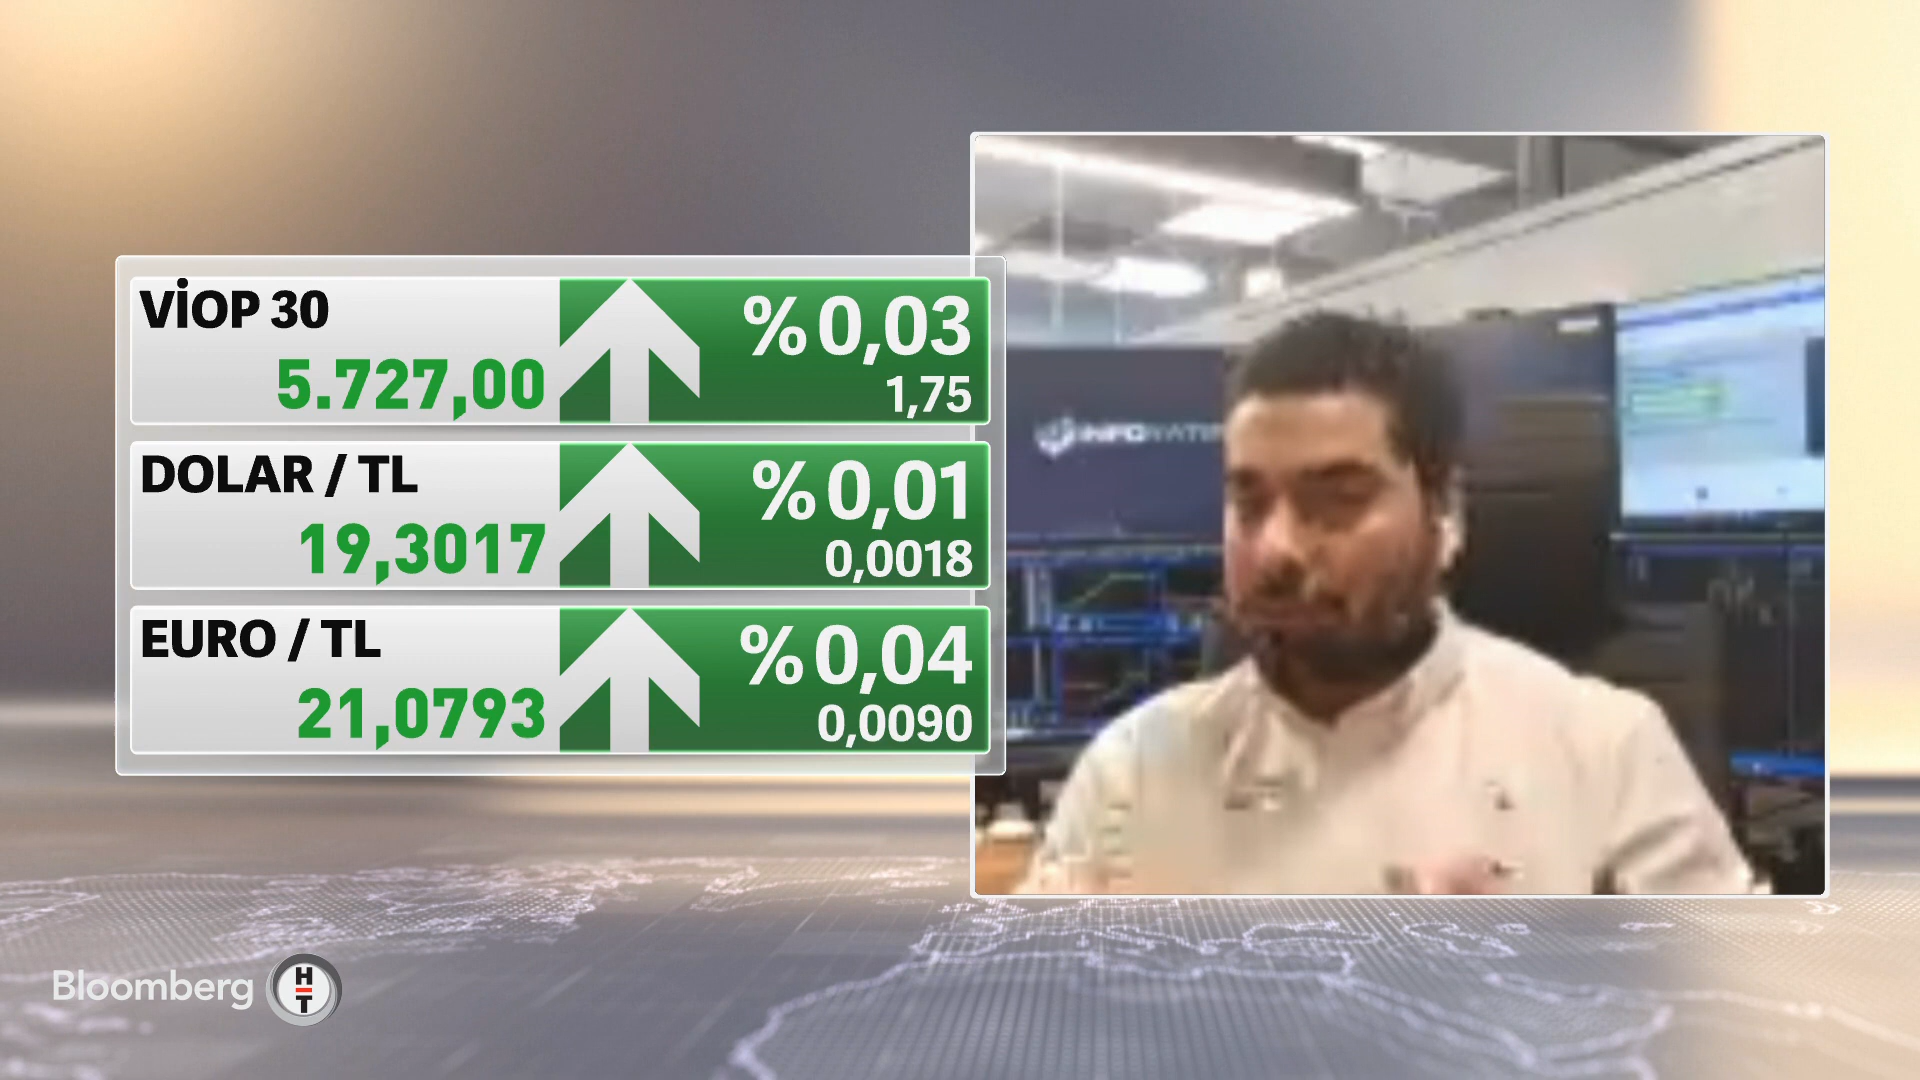 VİOP 30
5.727,00
%0,03
1,75
DOLAR / TL
19,3017
%0,01
0,0018
EURO / TL
21,0793
%0,04
0,0090
Bloomberg
HT